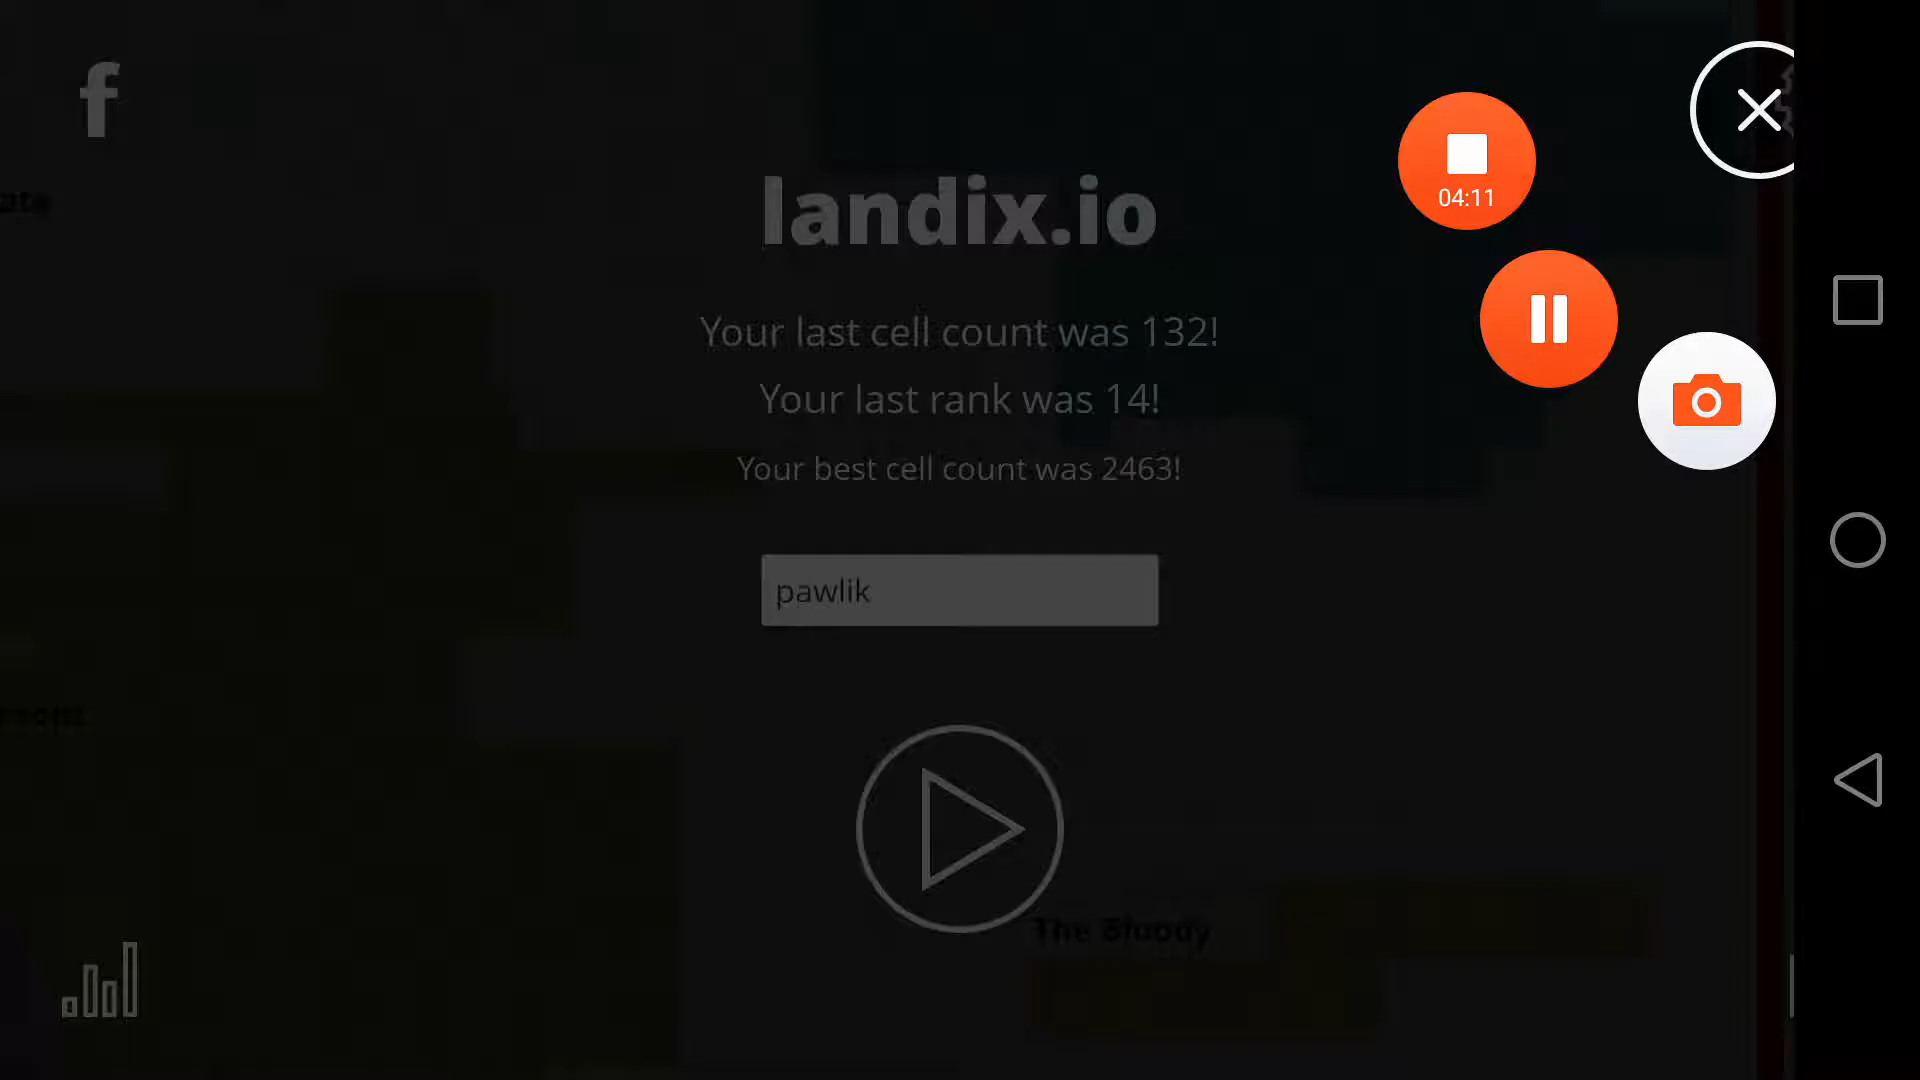 f
04:11
landix.io
Your last cell count was 132!
Your last rank was 14!
Your best cell count was 2463!
pawlik
The Bloody